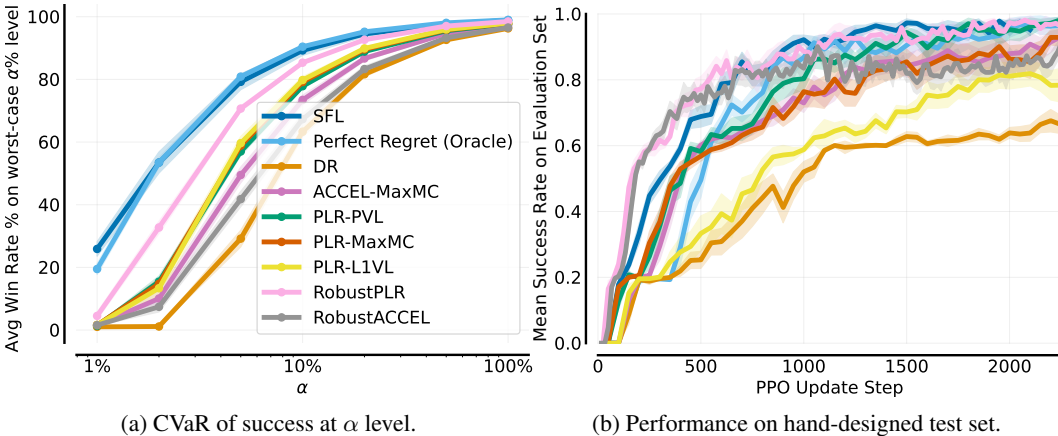 Avg Win Rate % on worst-case α% level
100
80
60
40
20
0
1%
10%
100%
α
SFL
Perfect Regret (Oracle)
DR
ACCEL-MaxMC
PLR-PVL
PLR-MaxMC
PLR-L1VL
RobustPLR
RobustACCEL
(a) CVaR of success at α level.
Mean Success Rate on Evaluation Set
1.0
0.8
0.6
0.4
0.2
0.0
0
500
1000
1500
2000
PPO Update Step
(b) Performance on hand-designed test set.